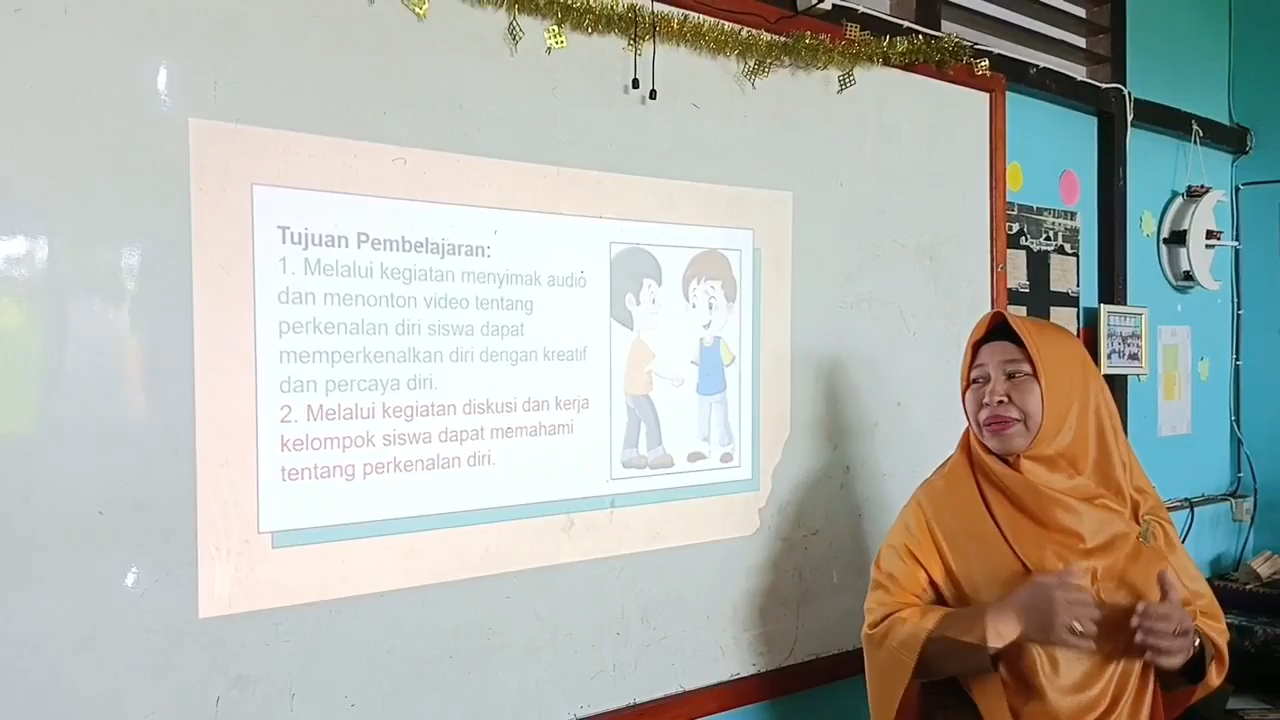 Tujuan Pembelajaran:
1. Melalui kegiatan menyimak audio
dan menonton video tentang
perkenalan diri siswa dapat
memperkenalkan diri dengan kreatif
dan percaya diri.
2. Melalui kegiatan diskusi dan kerja
kelompok siswa dapat memahami
tentang perkenalan diri.